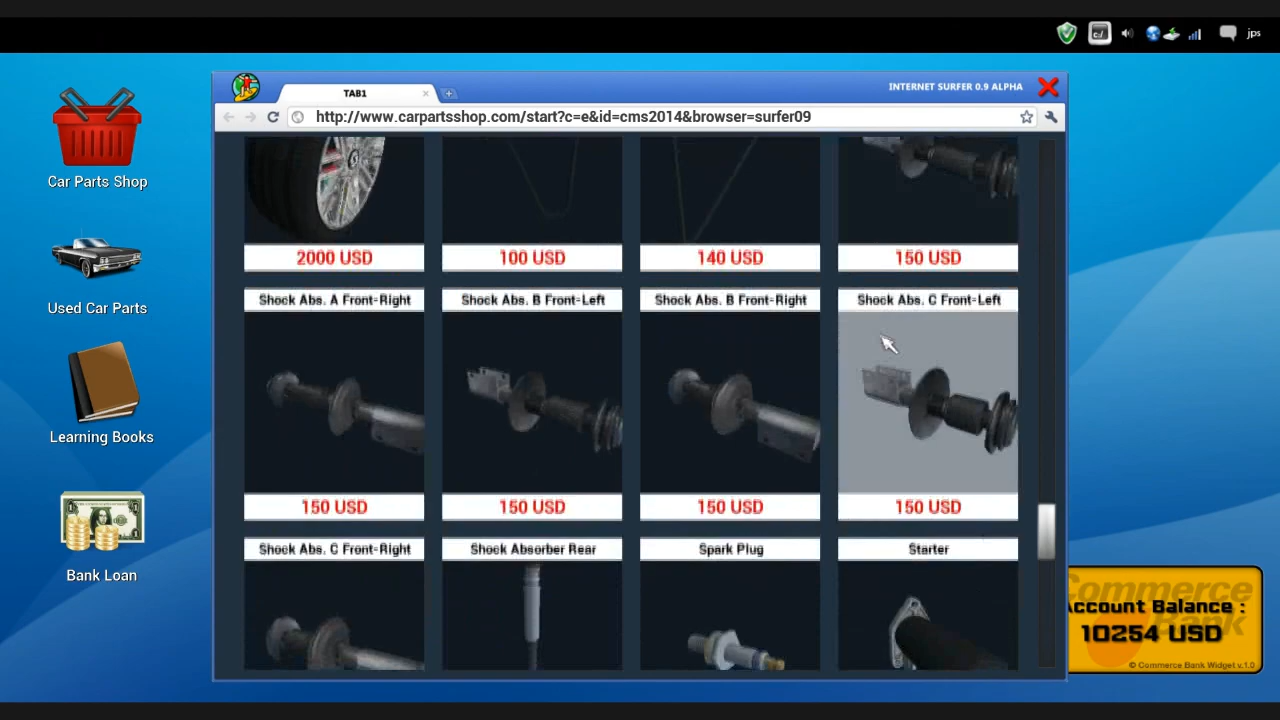 jps
INTERNET SURFER 0.9 ALPHA
TAB1
http://www.carpartsshop.com/start?c=e&id=cms2014&browser=surfer09
Car Parts Shop
Used Car Parts
Learning Books
Bank Loan
2000 USD
100 USD
140 USD
150 USD
Shock Abs. A Front-Right
Shock Abs. B Front-Left
Shock Abs. B Front-Right
Shock Abs. C Front-Left
150 USD
150 USD
150 USD
150 USD
Shock Abs. C Front-Right
Shock Absorber Rear
Spark Plug
Starter
Commerce
Bank
Account Balance :
10254 USD
© Commerce Bank Widget v.1.0